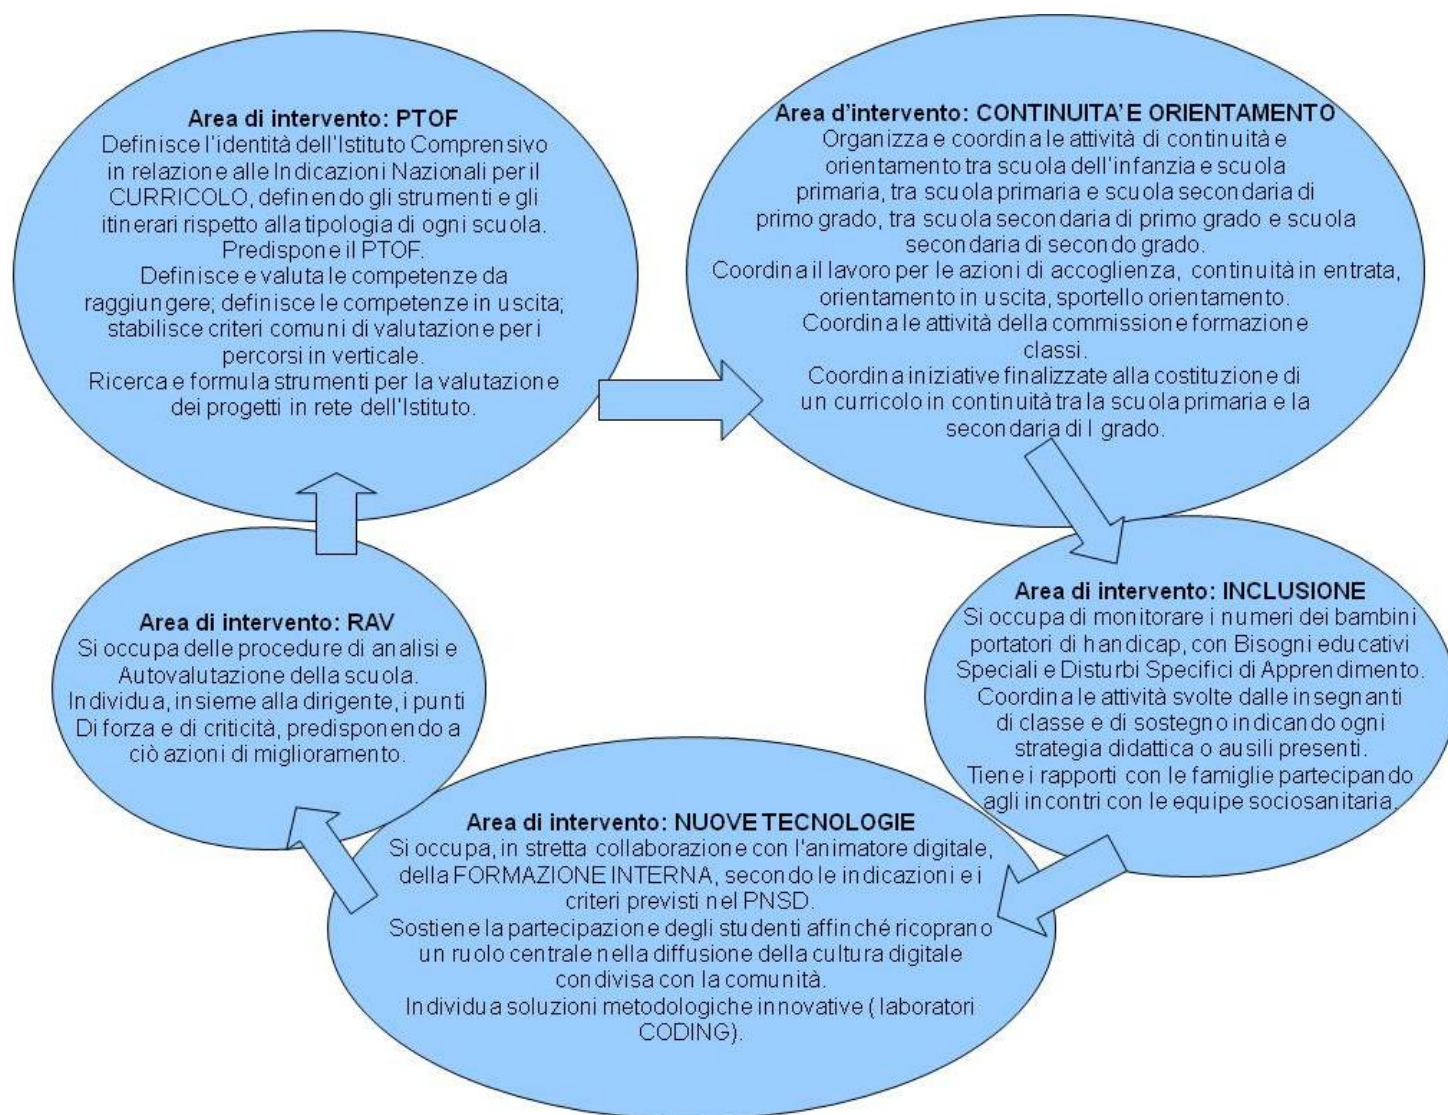 Area di intervento: PTOF
Definisce l'identità dell'Istituto Comprensivo
in relazione alle Indicazioni Nazionali per il
CURRICOLO, definendo gli strumenti e gli
itinerari rispetto alla tipologia di ogni scuola.
Predispone il PTOF.
Definisce e valuta le competenze da
raggiungere; definisce le competenze in uscita;
stabilisce criteri comuni di valutazione per i
percorsi in verticale.
Ricerca e formula strumenti per la valutazione
dei progetti in rete dell'Istituto.
Area d'intervento: CONTINUITA' E ORIENTAMENTO
Organizza e coordina le attività di continuità e
orientamento tra scuola dell'infanzia e scuola
primaria, tra scuola primaria e scuola secondaria di
primo grado, tra scuola secondaria di primo grado e scuola
secondaria di secondo grado.
Coordina il lavoro per le azioni di accoglienza, continuità in entrata,
orientamento in uscita, sportello orientamento.
Coordina le attività della commissione formazione
classi.
Coordina iniziative finalizzate alla costituzione di
un curricolo in continuità tra la scuola primaria e la
secondaria di I grado.
Area di intervento: INCLUSIONE
Si occupa di monitorare i numeri dei bambini
portatori di handicap, con Bisogni educativi
Speciali e Disturbi Specifici di Apprendimento.
Coordina le attività svolte dalle insegnanti
di classe e di sostegno indicando ogni
strategia didattica o ausili presenti.
Tiene i rapporti con le famiglie partecipando
agli incontri con le equipe sociosanitaria.
Area di intervento: NUOVE TECNOLOGIE
Si occupa, in stretta collaborazione con l'animatore digitale,
della FORMAZIONE INTERNA, secondo le indicazioni e i
criteri previsti nel PNSD.
Sostiene la partecipazione degli studenti affinché ricoprano
un ruolo centrale nella diffusione della cultura digitale
condivisa con la comunità.
Individua soluzioni metodologiche innovative ( laboratori
CODING).
Area di intervento: RAV
Si occupa delle procedure di analisi e
Autovalutazione della scuola.
Individua, insieme alla dirigente, i punti
Di forza e di criticità, predisponendo a
ciò azioni di miglioramento.